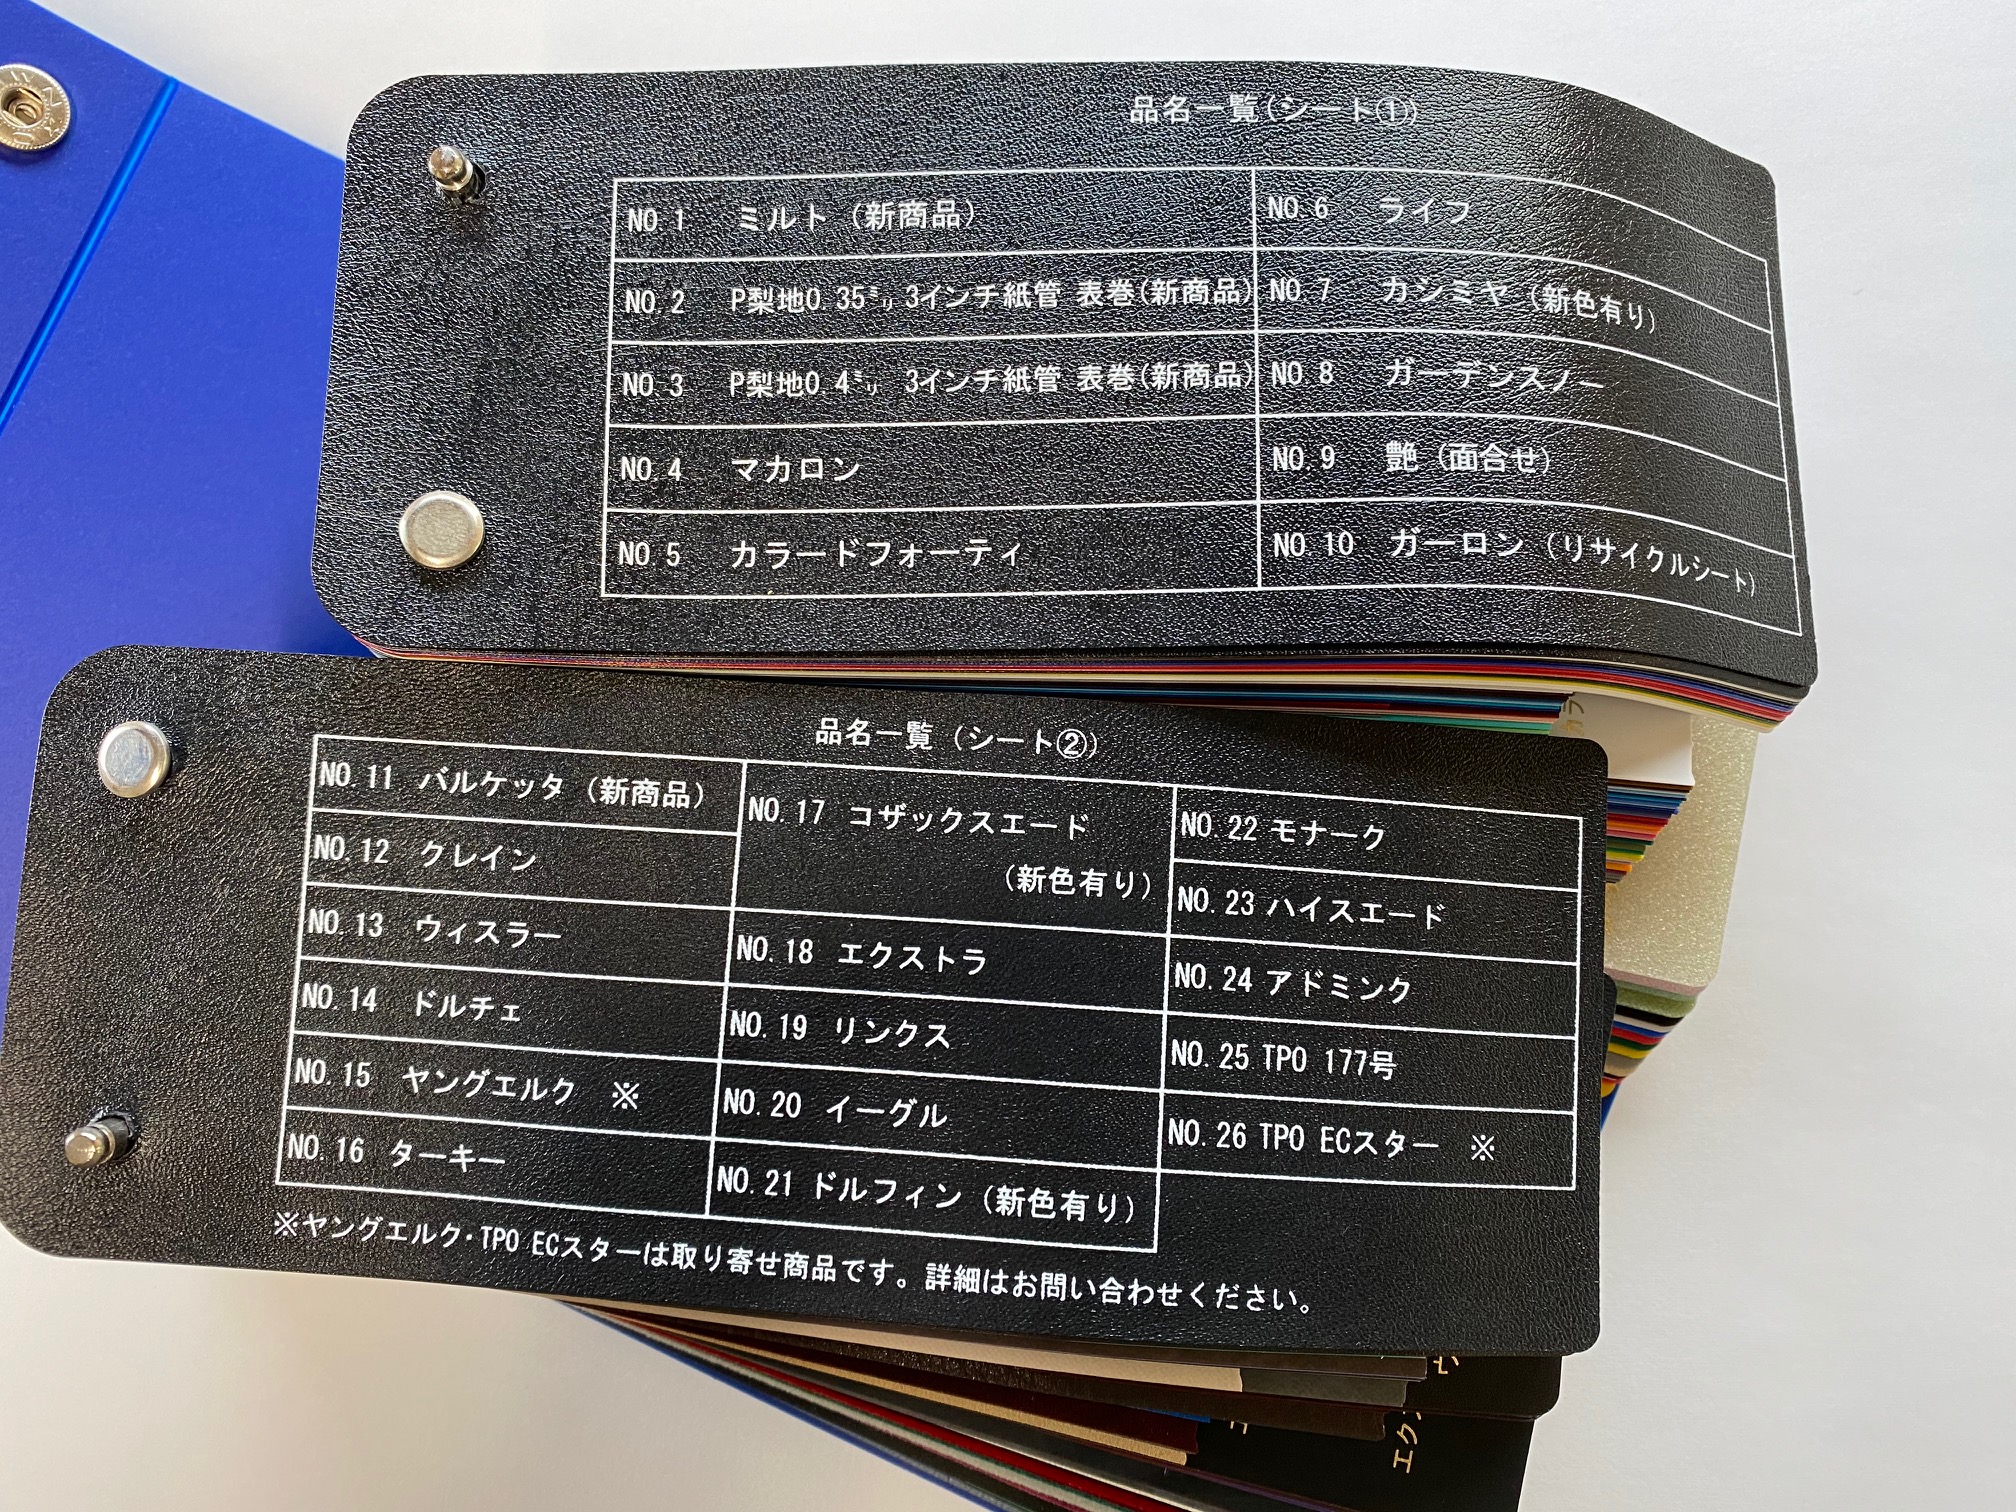 品名一覧(シート①)
NO.1 ミルト (新商品)
NO.2 P梨地0.35㍉ 3インチ紙管 表巻(新商品)
NO.3 P梨地0.4㍉ 3インチ紙管 表巻(新商品)
NO.4 マカロン
NO.5 カラードフォーティ
NO.6 ライフ
NO.7 カシミヤ (新色有り)
NO.8 ガーデンスノー
NO.9 艶 (面合せ)
NO.10 ガーロン (リサイクルシート)
品名一覧 (シート②)
NO.11 バルケッタ (新商品)
NO.12 クレイン
NO.13 ウィスラー
NO.14 ドルチェ
NO.15 ヤングエルク ※
NO.16 ターキー
NO.17 コザックスエード
(新色有り)
NO.18 エクストラ
NO.19 リンクス
NO.20 イーグル
NO.21 ドルフィン (新色有り)
NO.22 モナーク
NO.23 ハイスエード
NO.24 アドミンク
NO.25 TPO 177号
NO.26 TPO ECスター ※
※ヤングエルク・TPO ECスターは取り寄せ商品です。詳細はお問い合わせください。